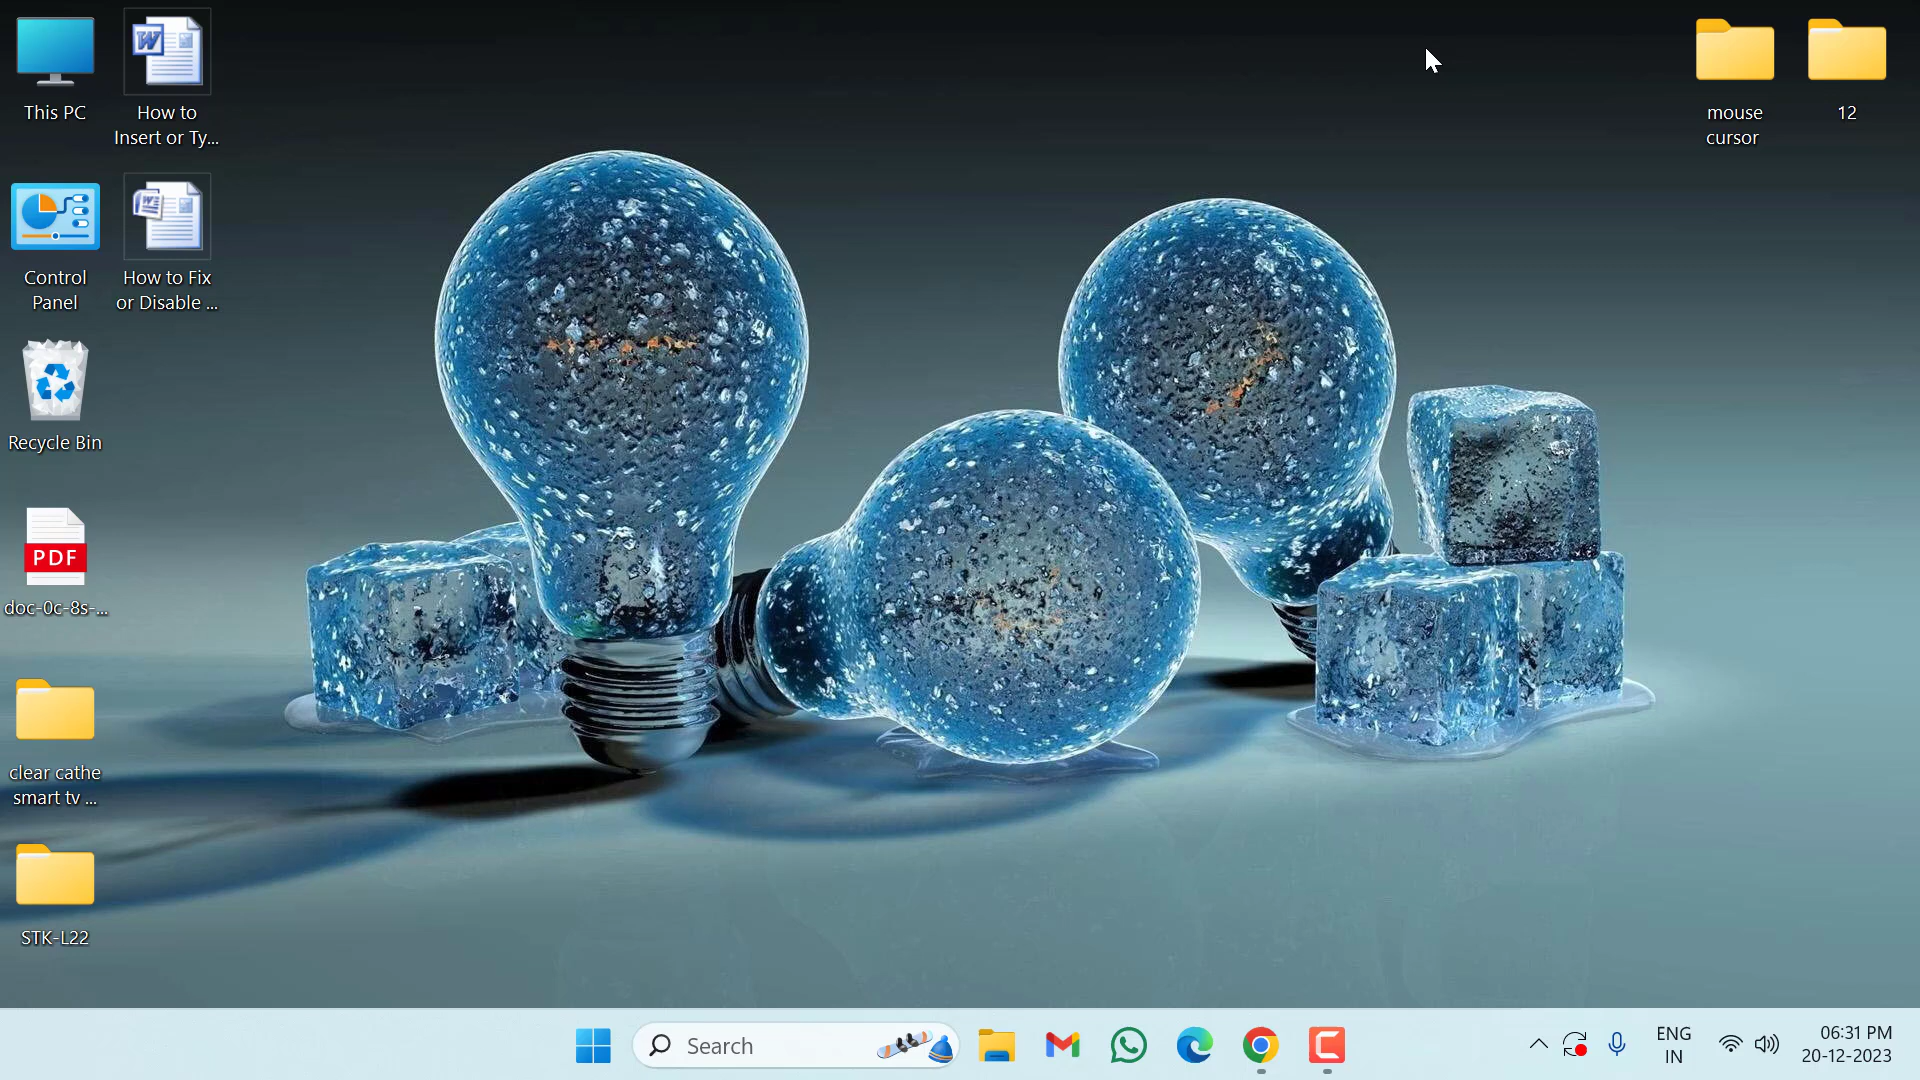 This PC
How to
Insert or Ty...
Control
Panel
How to Fix
or Disable ...
Recycle Bin
PDF
doc-0c-8s-...
clear cathe
smart tv ...
STK-L22
mouse
cursor
12
Search
ENG
IN
06:31 PM
20-12-2023